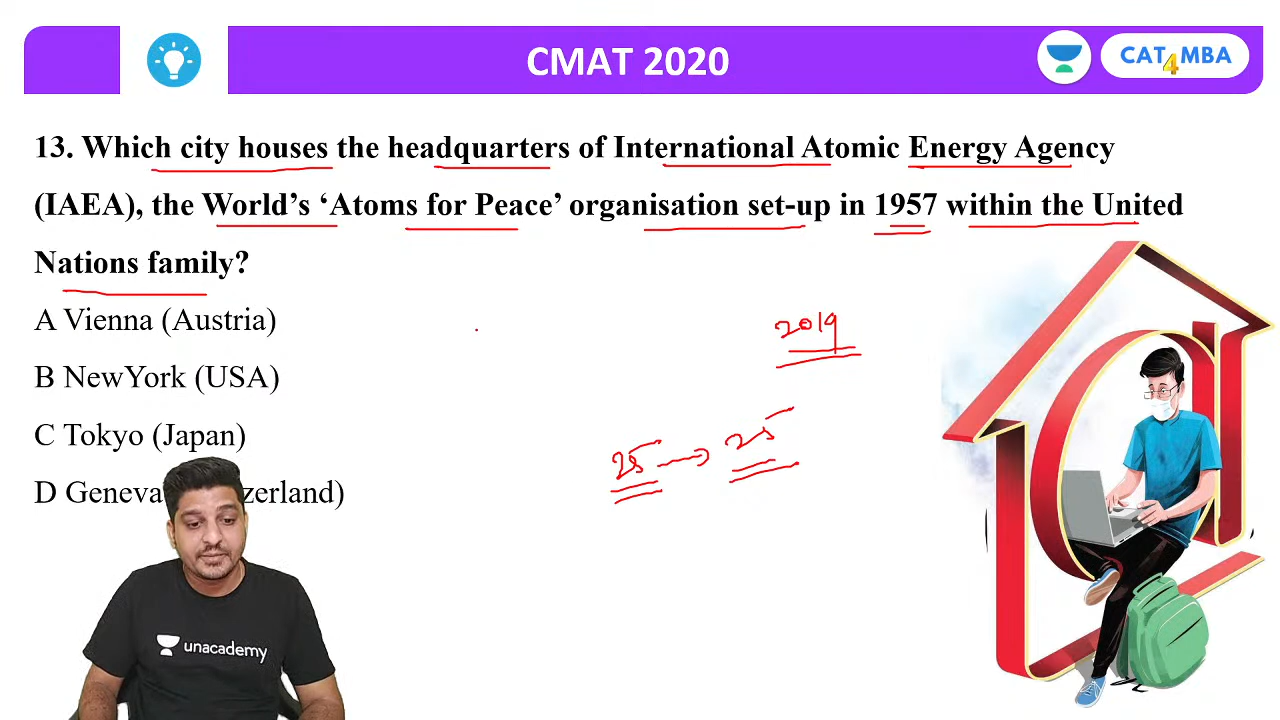 CMAT 2020
CAT4MBA
13. Which city houses the headquarters of International Atomic Energy Agency
(IAEA), the World's 'Atoms for Peace' organisation set-up in 1957 within the United
Nations family?
A Vienna (Austria)
2019
B NewYork (USA)
C Tokyo (Japan)
25 → 25
D Geneva zerland)
unacademy